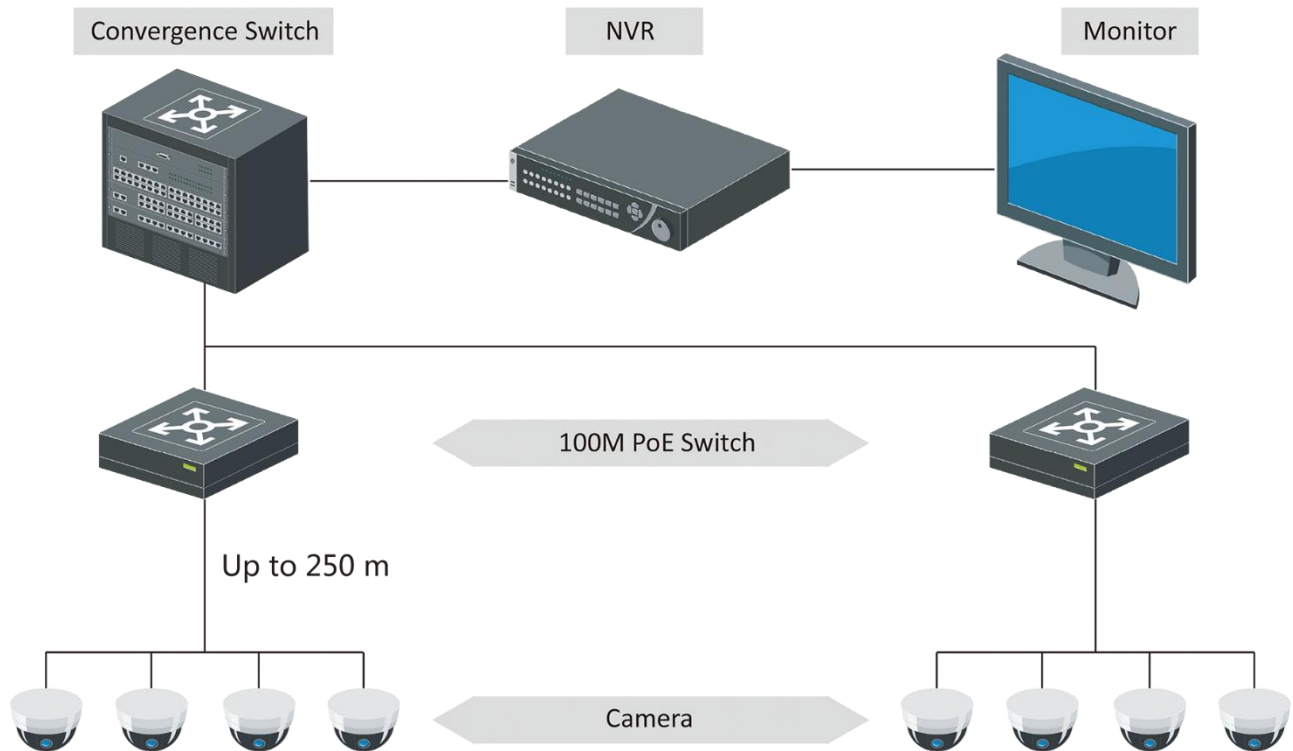 Convergence Switch
NVR
Monitor
100M PoE Switch
Up to 250 m
Camera